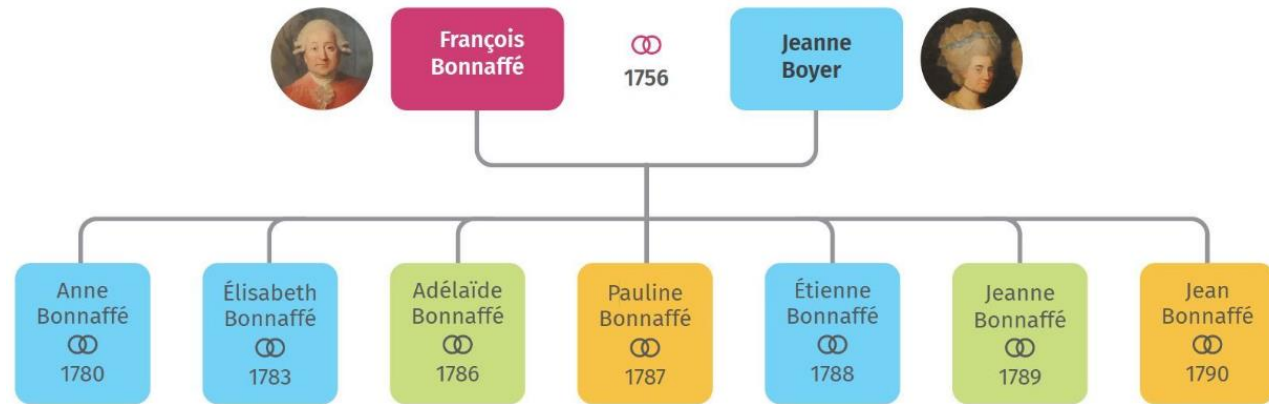 François
Bonnaffé
1756
Jeanne
Boyer
Anne
Bonnaffé
1780
Élisabeth
Bonnaffé
1783
Adélaïde
Bonnaffé
1786
Pauline
Bonnaffé
1787
Étienne
Bonnaffé
1788
Jeanne
Bonnaffé
1789
Jean
Bonnaffé
1790